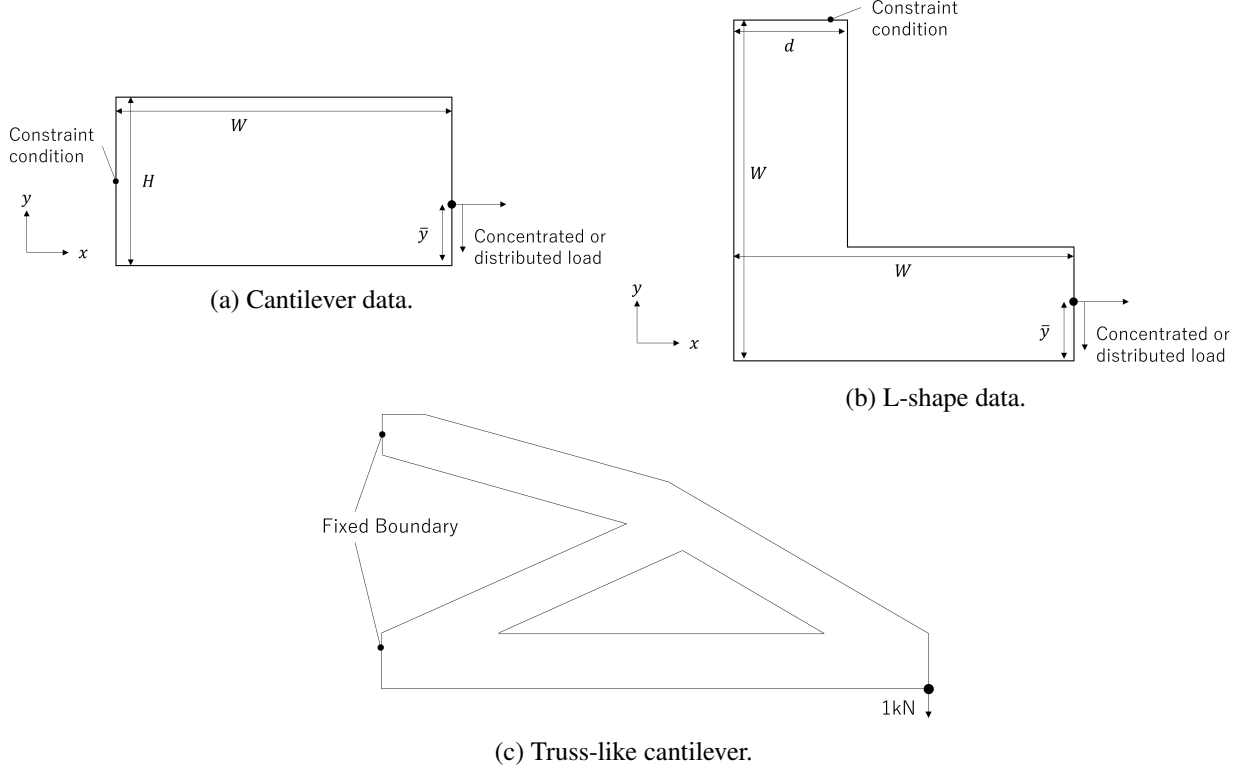 Constraint
condition
W
H
y
x
ȳ
Concentrated or
distributed load
(a) Cantilever data.
Constraint
condition
d
W
W
y
x
ȳ
Concentrated or
distributed load
(b) L-shape data.
Fixed Boundary
1kN
(c) Truss-like cantilever.